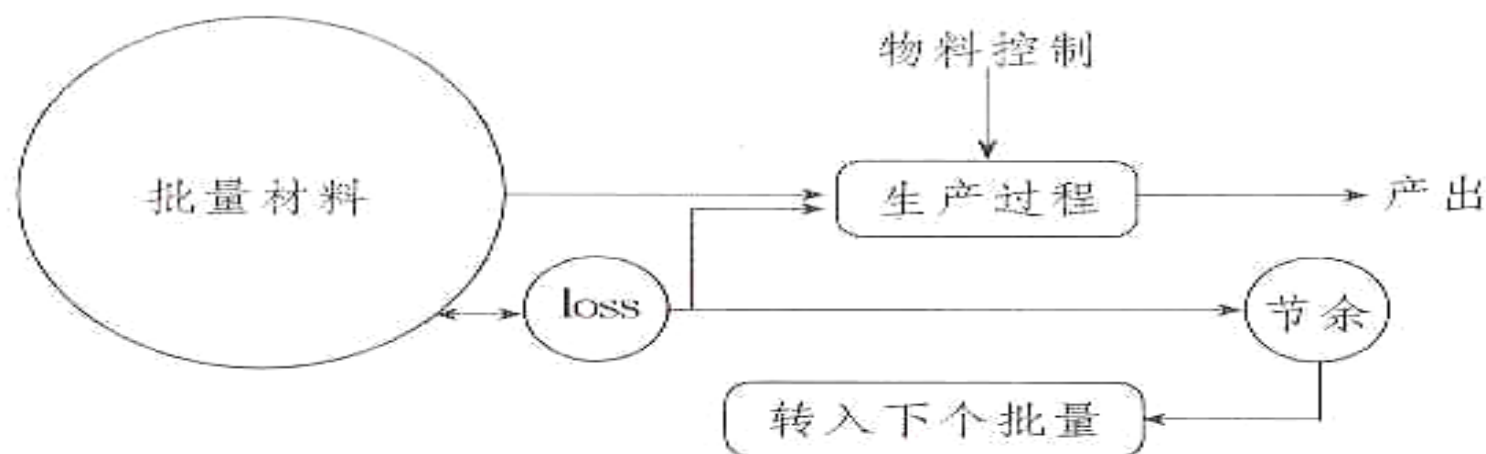 物料控制
批量材料
生产过程
产出
loss
节余
转入下个批量